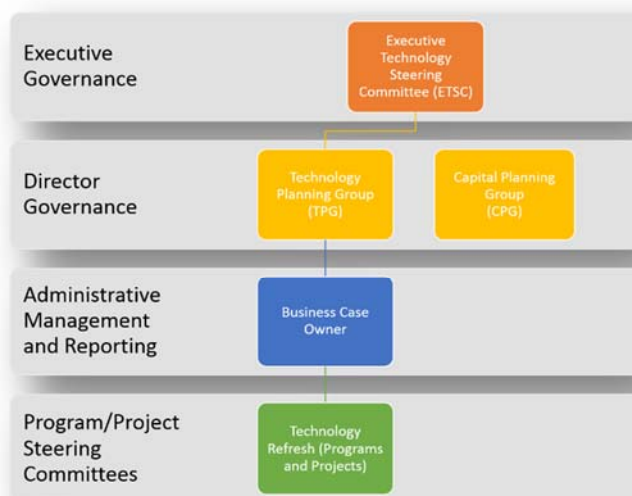 Executive
Governance
Executive
Technology
Steering
Committee (ETSC)
Director
Governance
Technology
Planning Group
(TPG)
Capital Planning
Group
(CPG)
Administrative
Management
and Reporting
Business Case
Owner
Program/Project
Steering
Committees
Technology
Refresh (Programs
and Projects)